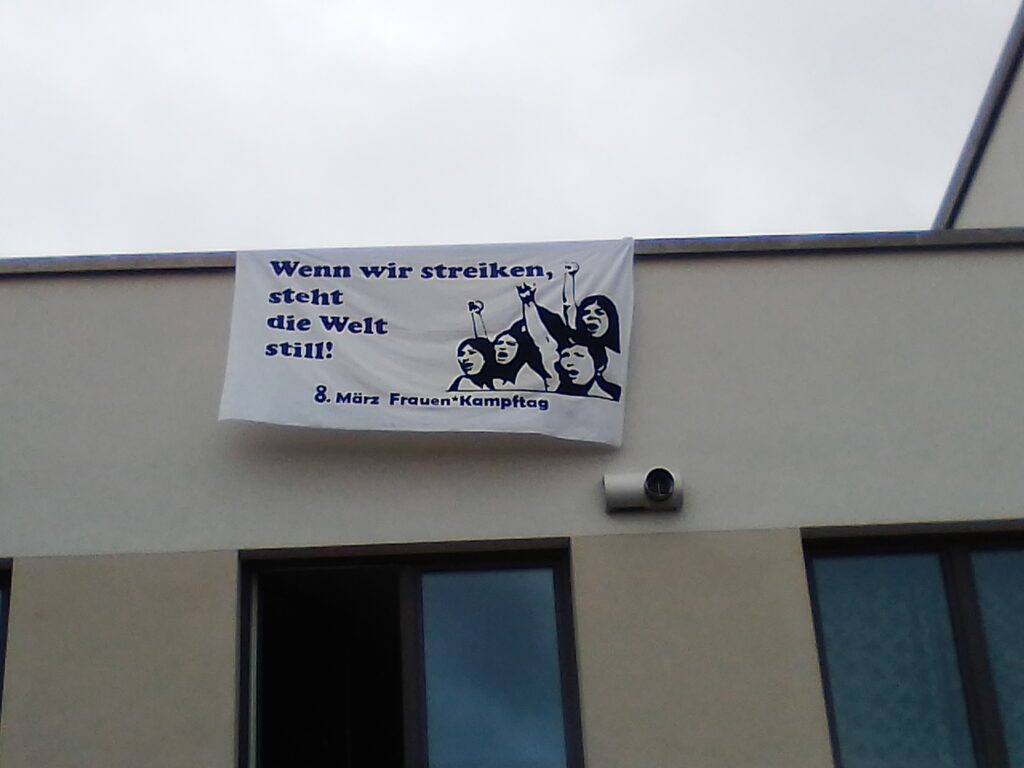 Wenn wir streiken,
steht
die Welt
still!
8. März Frauen*Kampftag